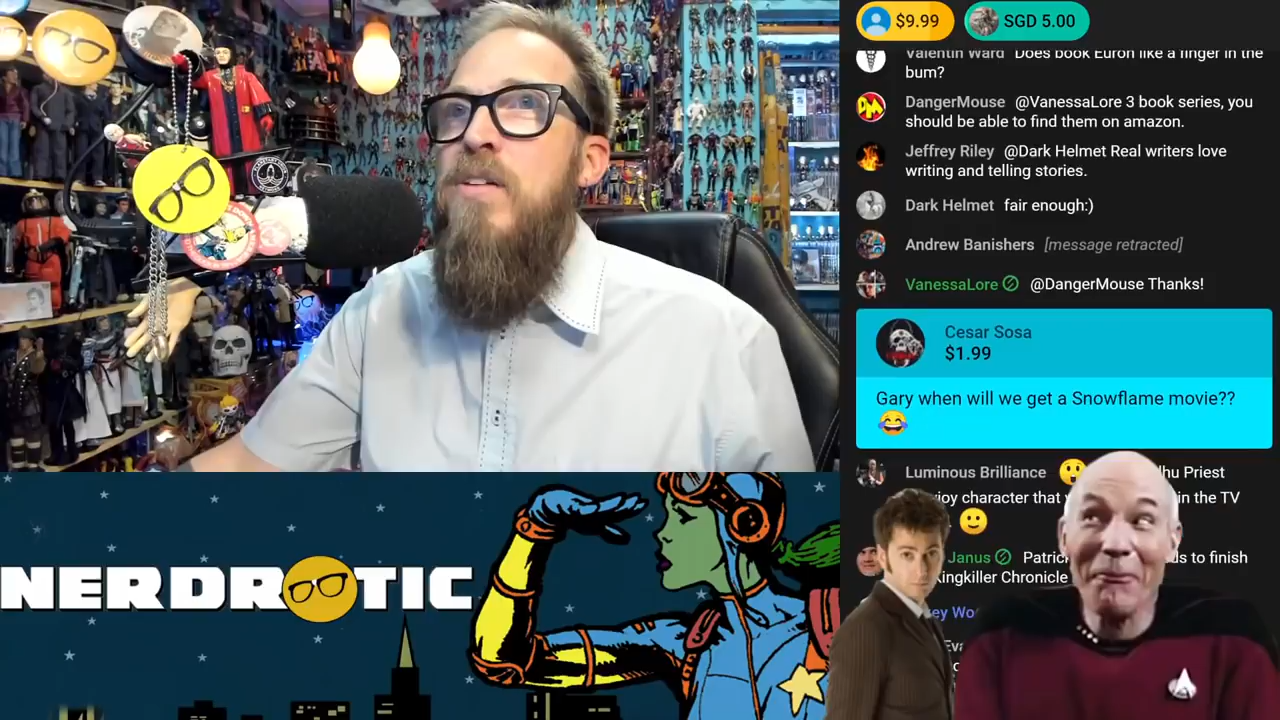 $9.99
SGD 5.00
Valentin Ward Does book Euron like a finger in the
bum?
DangerMouse @VanessaLore 3 book series, you
should be able to find them on amazon.
Jeffrey Riley @Dark Helmet Real writers love
writing and telling stories.
Dark Helmet fair enough:)
Andrew Banishers [message retracted]
VanessaLore @DangerMouse Thanks!
Cesar Sosa
$1.99
Gary when will we get a Snowflame movie??
Luminous Brilliance Priest
character that in the TV
Janus to finish
Kingkiller Chronicle
NERDROTIC